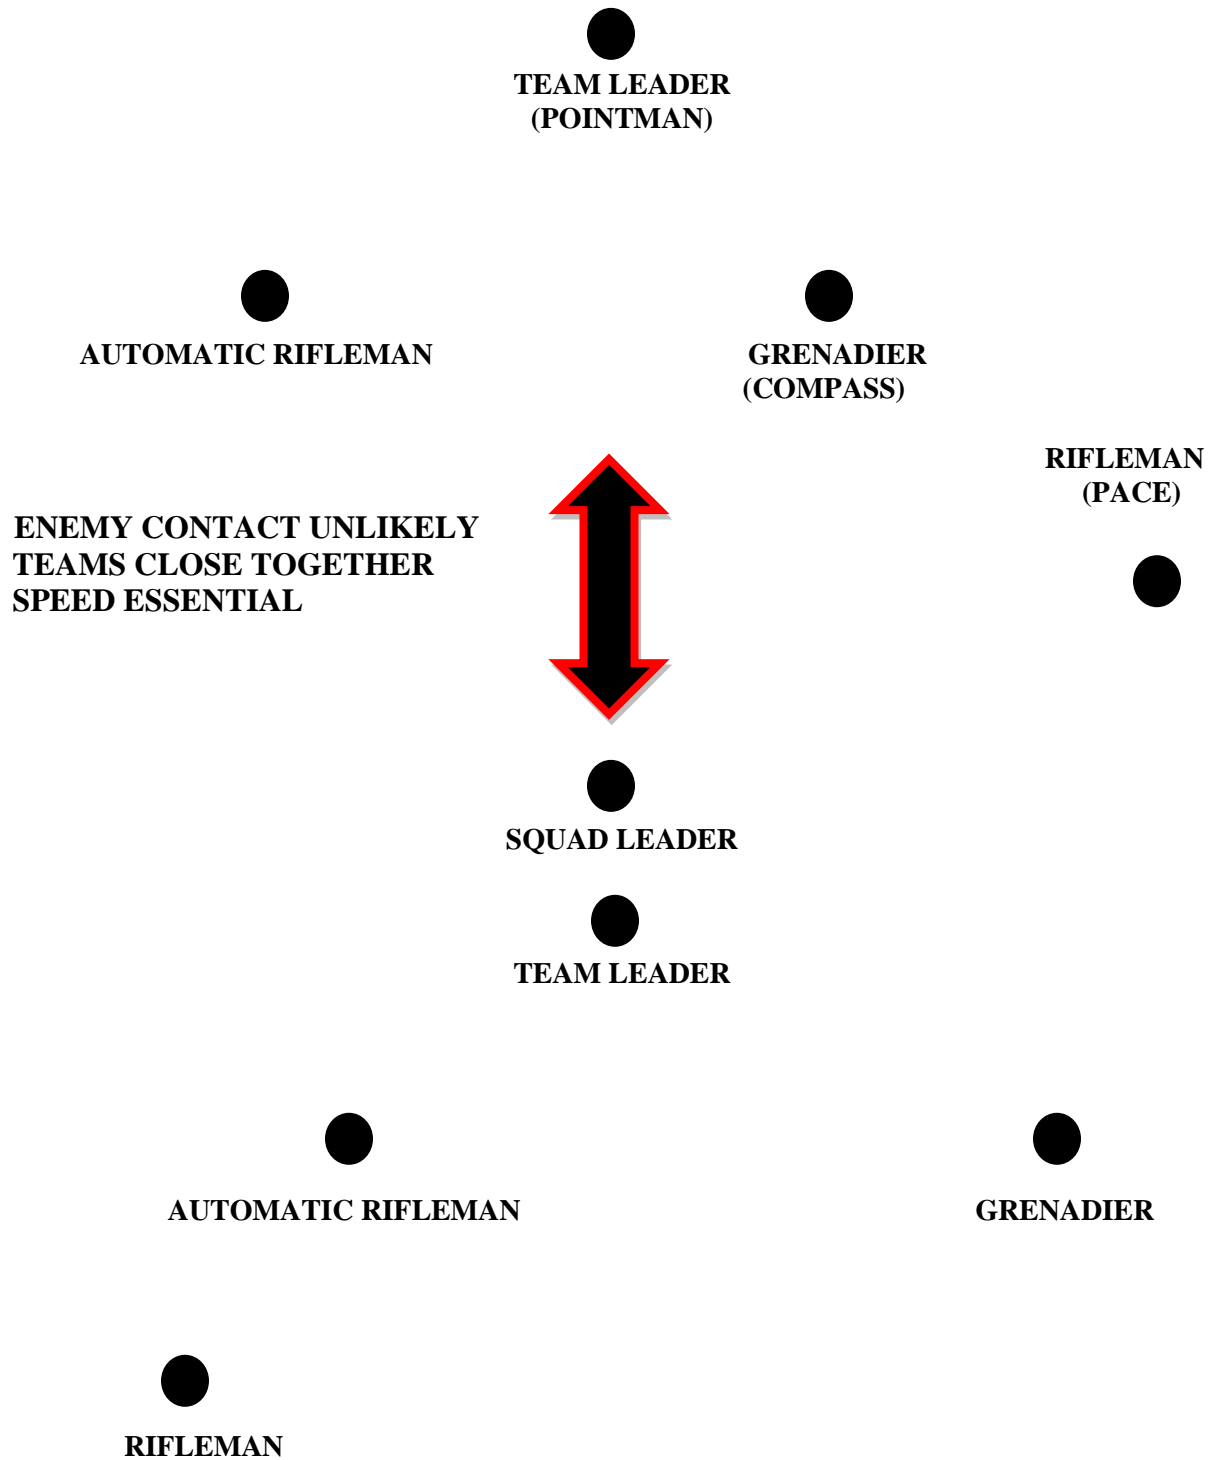 TEAM LEADER
(POINTMAN)
AUTOMATIC RIFLEMAN
GRENADIER
(COMPASS)
RIFLEMAN
(PACE)
ENEMY CONTACT UNLIKELY
TEAMS CLOSE TOGETHER
SPEED ESSENTIAL
SQUAD LEADER
TEAM LEADER
AUTOMATIC RIFLEMAN
GRENADIER
RIFLEMAN